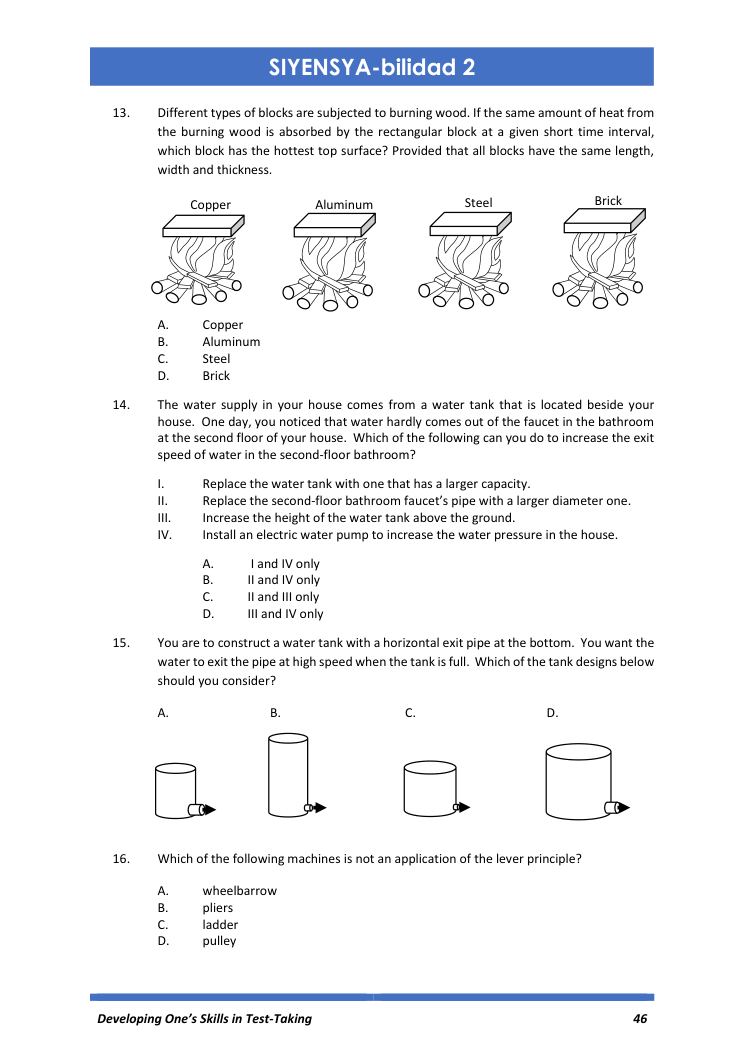 SIYENSYA-bilidad 2
13. Different types of blocks are subjected to burning wood. If the same amount of heat from
the burning wood is absorbed by the rectangular block at a given short time interval,
which block has the hottest top surface? Provided that all blocks have the same length,
width and thickness.
Copper Aluminum Steel Brick
A. Copper
B. Aluminum
C. Steel
D. Brick
14. The water supply in your house comes from a water tank that is located beside your
house. One day, you noticed that water hardly comes out of the faucet in the bathroom
at the second floor of your house. Which of the following can you do to increase the exit
speed of water in the second-floor bathroom?
I. Replace the water tank with one that has a larger capacity.
II. Replace the second-floor bathroom faucet's pipe with a larger diameter one.
III. Increase the height of the water tank above the ground.
IV. Install an electric water pump to increase the water pressure in the house.
A. I and IV only
B. II and IV only
C. II and III only
D. III and IV only
15. You are to construct a water tank with a horizontal exit pipe at the bottom. You want the
water to exit the pipe at high speed when the tank is full. Which of the tank designs below
should you consider?
A. B. C. D.
16. Which of the following machines is not an application of the lever principle?
A. wheelbarrow
B. pliers
C. ladder
D. pulley
Developing One's Skills in Test-Taking 46